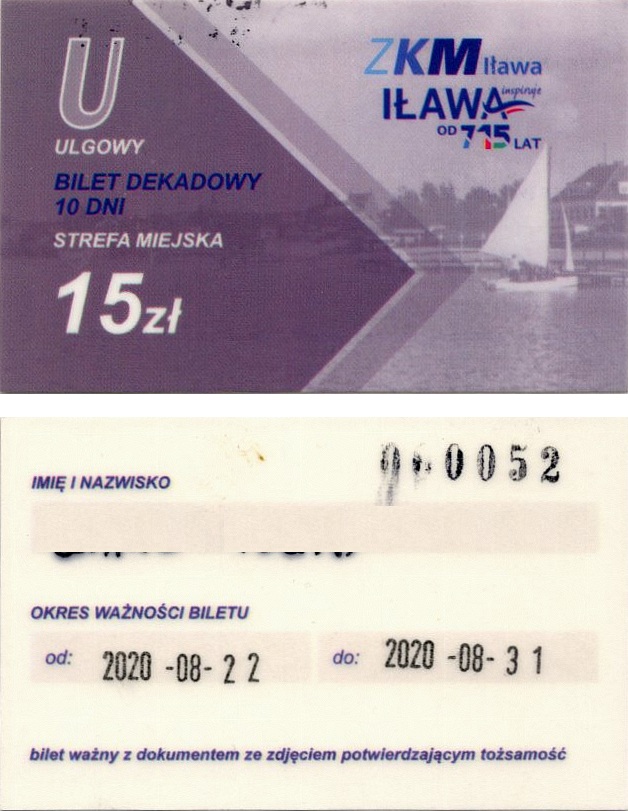 U
ULGOWY
BILET DEKADOWY
10 DNI
STREFA MIEJSKA
15zł
ZKM Iława
IŁAWA inspiruje
OD 715 LAT
000052
IMIĘ I NAZWISKO
OKRES WAŻNOŚCI BILETU
od: 2020-08-22 do: 2020-08-31
bilet ważny z dokumentem ze zdjęciem potwierdzającym tożsamość